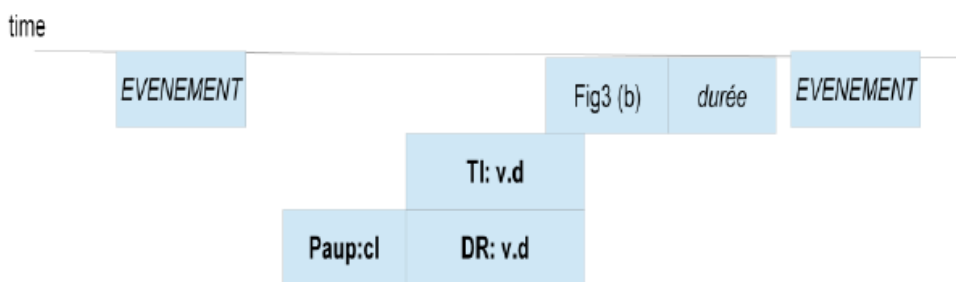 time
EVENEMENT
Fig3 (b)
durée
EVENEMENT
TI: v.d
Paup:cl
DR: v.d